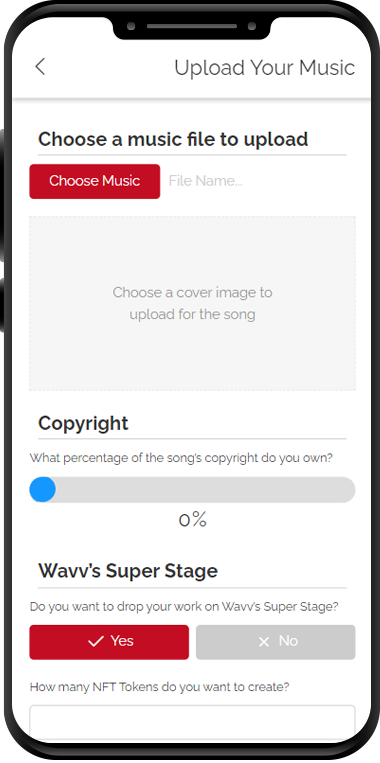 Upload Your Music
Choose a music file to upload
Choose Music File Name...
Choose a cover image to
upload for the song
Copyright
What percentage of the song's copyright do you own?
0%
Wavv's Super Stage
Do you want to drop your work on Wavv's Super Stage?
Yes No
How many NFT Tokens do you want to create?